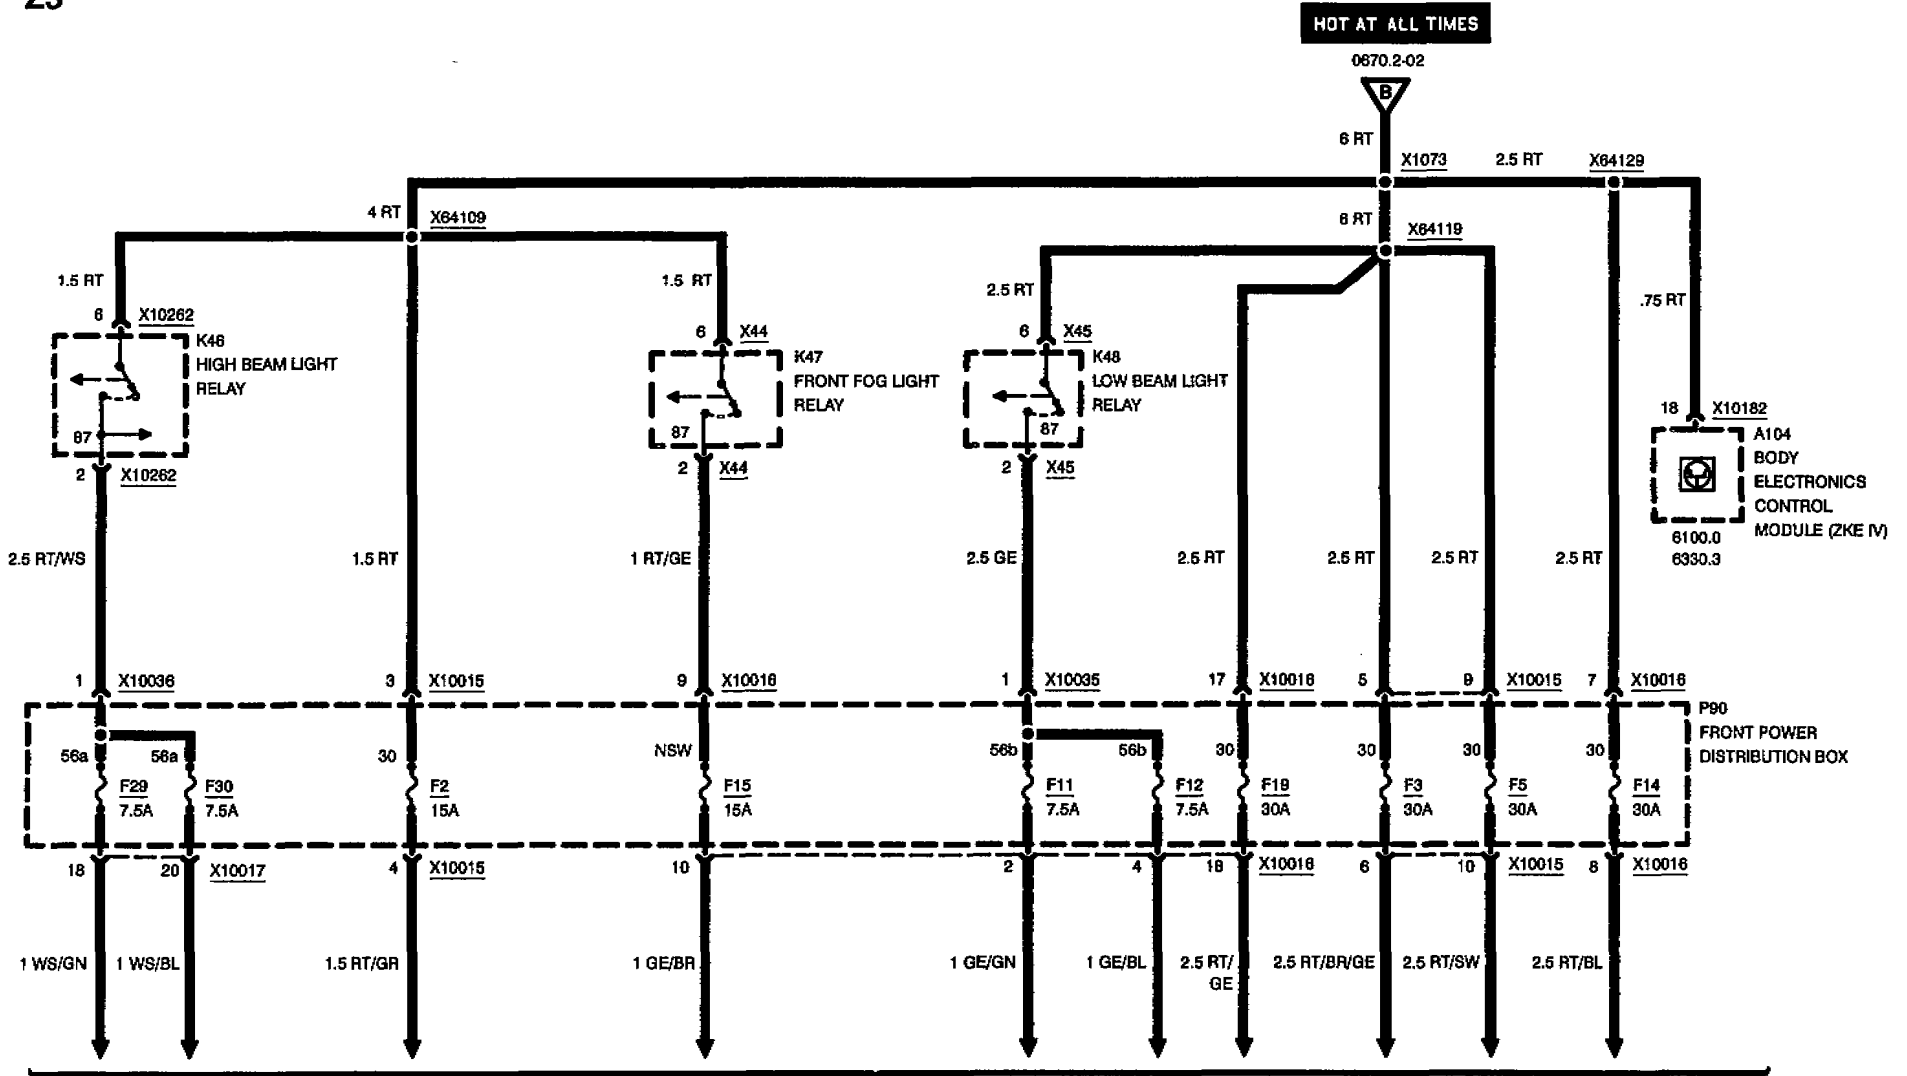 Z3
HOT AT ALL TIMES
0670.2-02
B
6 RT
X1073
2.5 RT
X64129
4 RT
X64109
6 RT
X64119
1.5 RT
1.5 RT
2.5 RT
.75 RT
6
X10262
6
X44
6
X45
K46
HIGH BEAM LIGHT
RELAY
K47
FRONT FOG LIGHT
RELAY
K48
LOW BEAM LIGHT
RELAY
18
X10182
87
87
87
A104
BODY
ELECTRONICS
CONTROL
MODULE (ZKE IV)
2
X10262
2
X44
2
X45
6100.0
6330.3
2.5 RT/WS
1.5 RT
1 RT/GE
2.5 GE
2.5 RT
2.5 RT
2.5 RT
2.5 RT
1
X10036
3
X10015
9
X10016
1
X10035
17
X10016
5
9
X10015
7
X10016
P90
FRONT POWER
DISTRIBUTION BOX
56a
56a
30
NSW
56b
56b
30
30
30
30
F29
7.5A
F30
7.5A
F2
15A
F15
15A
F11
7.5A
F12
7.5A
F19
30A
F3
30A
F5
30A
F14
30A
18
20
X10017
4
X10015
10
2
4
18
X10016
6
10
X10015
8
X10016
1 WS/GN
1 WS/BL
1.5 RT/GR
1 GE/BR
1 GE/GN
1 GE/BL
2.5 RT/
GE
2.5 RT/BR/GE
2.5 RT/SW
2.5 RT/BL